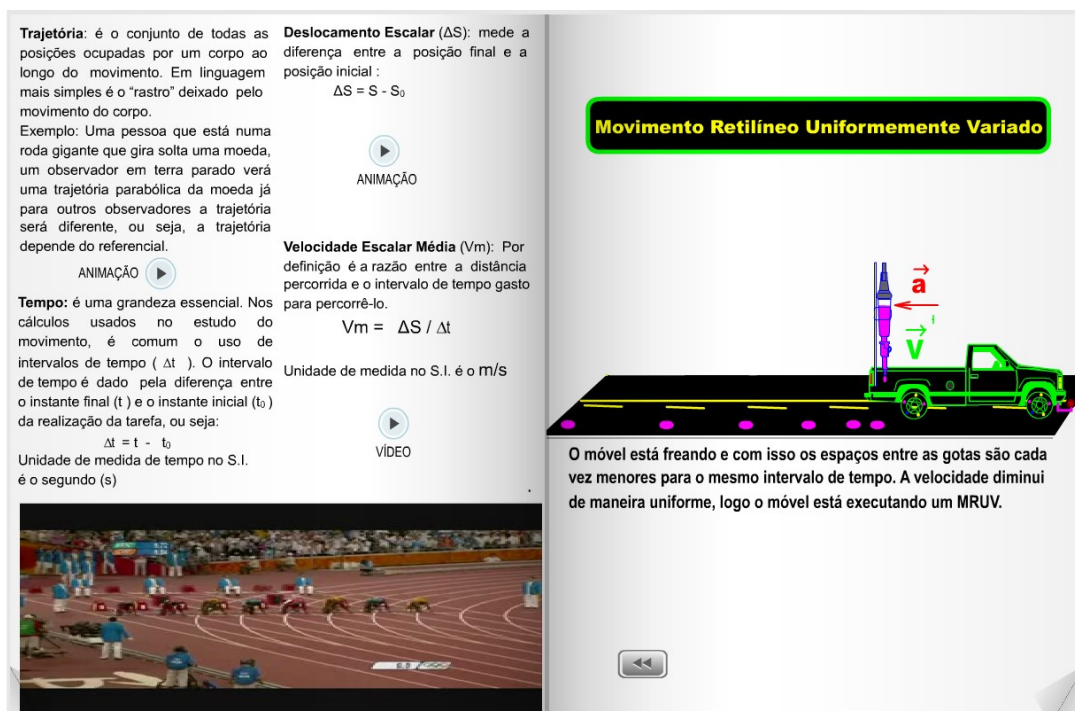 Trajetória: é o conjunto de todas as
posições ocupadas por um corpo ao
longo do movimento. Em linguagem
mais simples é o “rastro” deixado pelo
movimento do corpo.
Exemplo: Uma pessoa que está numa
roda gigante que gira solta uma moeda,
um observador em terra parado verá
uma trajetória parabólica da moeda já
para outros observadores a trajetória
será diferente, ou seja, a trajetória
depende do referencial.
ANIMAÇÃO
Tempo: é uma grandeza essencial. Nos
cálculos usados no estudo do
movimento, é comum o uso de
intervalos de tempo ( Δt ). O intervalo
de tempo é dado pela diferença entre
o instante final (t ) e o instante inicial (t₀ )
da realização da tarefa, ou seja:
Δt = t - t₀
Unidade de medida de tempo no S.I.
é o segundo (s)
Deslocamento Escalar (ΔS): mede a
diferença entre a posição final e a
posição inicial :
ΔS = S - S₀
ANIMAÇÃO
Velocidade Escalar Média (Vm): Por
definição é a razão entre a distância
percorrida e o intervalo de tempo gasto
para percorrê-lo.
Vm = ΔS / Δt
Unidade de medida no S.I. é o m/s
VÍDEO
.
Movimento Retilíneo Uniformemente Variado
a
V
O móvel está freando e com isso os espaços entre as gotas são cada
vez menores para o mesmo intervalo de tempo. A velocidade diminui
de maneira uniforme, logo o móvel está executando um MRUV.